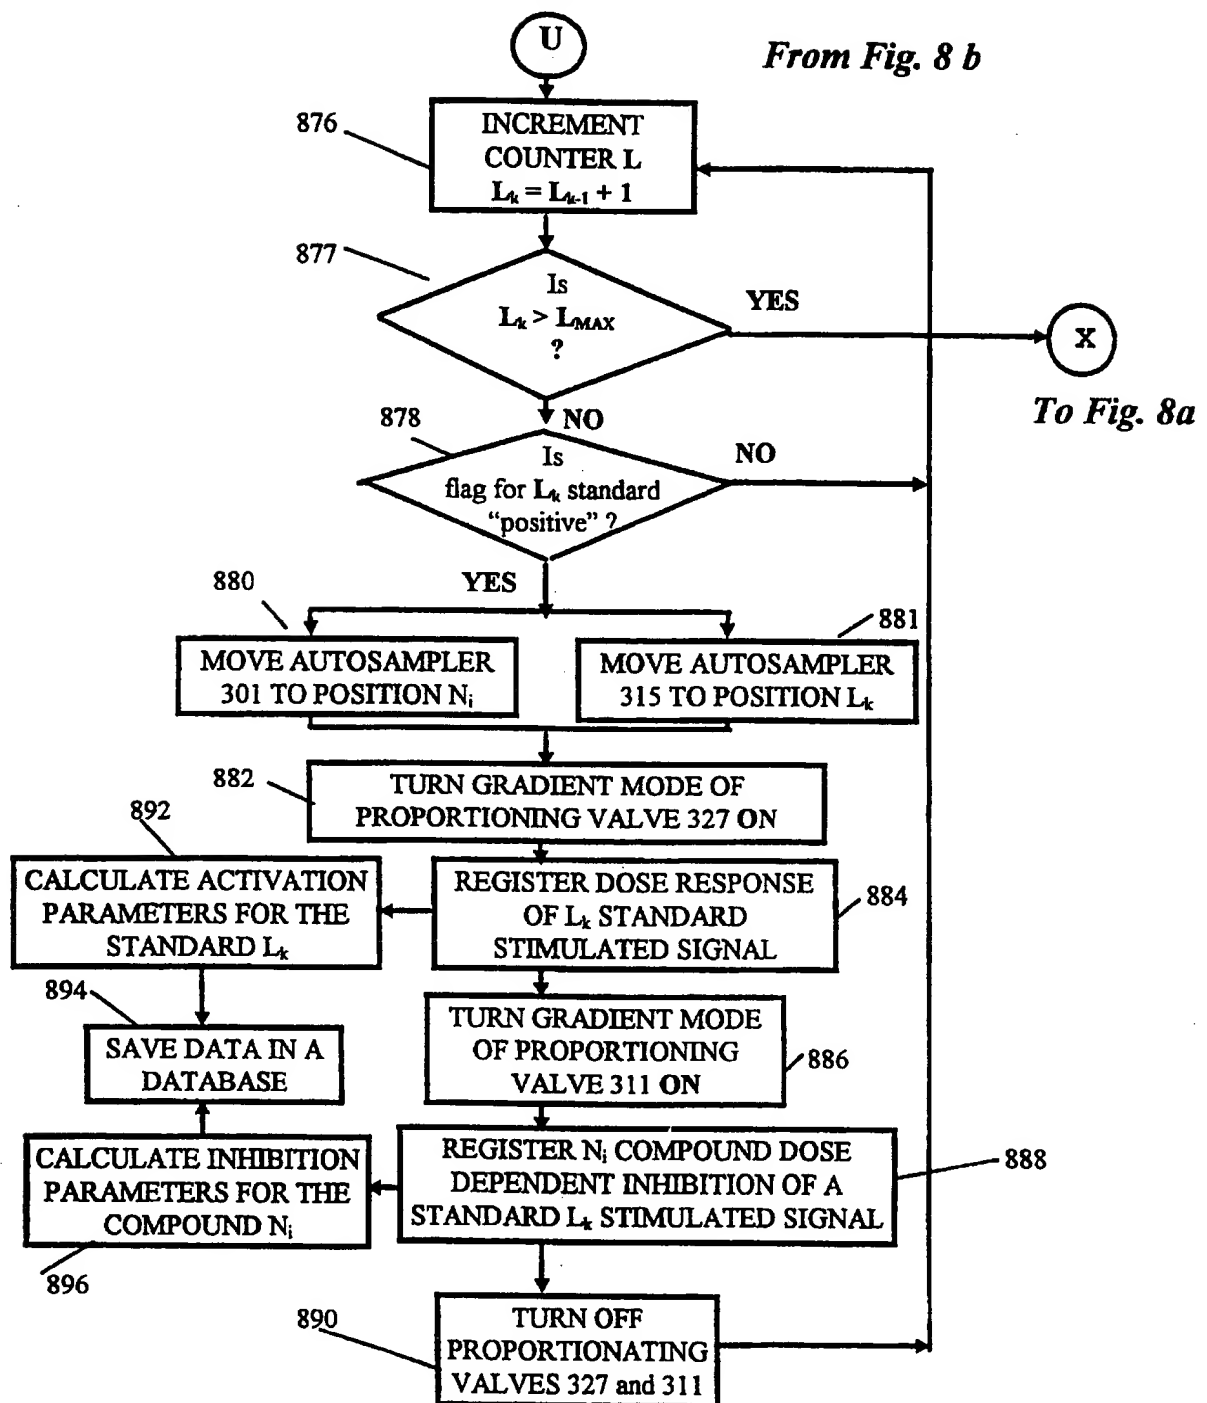 U
From Fig. 8 b
876
INCREMENT
COUNTER L
Lk = Lk-1 + 1
877
Is
Lk > LMAX
?
YES
X
To Fig. 8a
NO
878
Is
flag for Lk standard
“positive” ?
NO
YES
880
881
MOVE AUTOSAMPLER
301 TO POSITION Ni
MOVE AUTOSAMPLER
315 TO POSITION Lk
882
TURN GRADIENT MODE OF
PROPORTIONING VALVE 327 ON
892
CALCULATE ACTIVATION
PARAMETERS FOR THE
STANDARD Lk
REGISTER DOSE RESPONSE
OF Lk STANDARD
STIMULATED SIGNAL
884
894
SAVE DATA IN A
DATABASE
TURN GRADIENT MODE
OF PROPORTIONING
VALVE 311 ON
886
CALCULATE INHIBITION
PARAMETERS FOR THE
COMPOUND Ni
896
REGISTER Ni COMPOUND DOSE
DEPENDENT INHIBITION OF A
STANDARD Lk STIMULATED SIGNAL
888
890
TURN OFF
PROPORTIONATING
VALVES 327 and 311